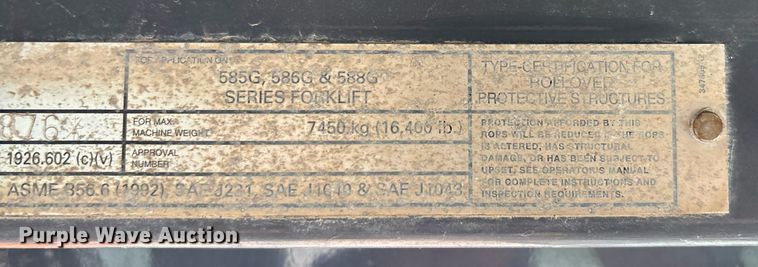 FOR APPLICATION ON
585G, 586G & 588G
SERIES FORKLIFT
876
FOR MAX.
MACHINE WEIGHT
7450 kg (16,400 lb.)
1926.602 (c)(v)
APPROVAL
NUMBER
ASME B56.6 (1992), SAE J231, SAE J1040 & SAE J1043
TYPE-CERTIFICATION FOR
ROLLOVER
PROTECTIVE STRUCTURES
PROTECTION AFFORDED BY THIS
ROPS WILL BE REDUCED IF THE ROPS
IS ALTERED, HAS STRUCTURAL
DAMAGE, OR HAS BEEN SUBJECT TO
UPSET, SEE OPERATOR'S MANUAL
FOR COMPLETE INSTRUCTIONS AND
INSPECTION REQUIREMENTS.
Purple Wave Auction